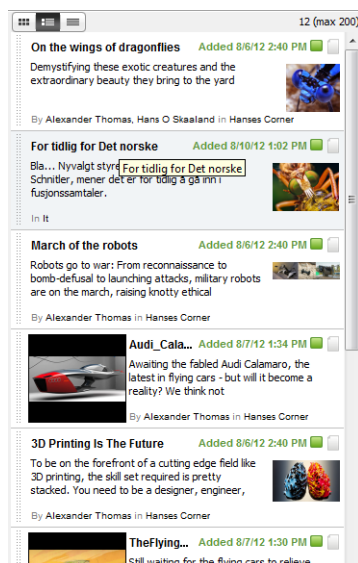 12 (max 200)
On the wings of dragonflies Added 8/6/12 2:40 PM
Demystifying these exotic creatures and the
extraordinary beauty they bring to the yard
By Alexander Thomas, Hans O Skaaland in Hanses Corner
For tidlig for Det norske Added 8/10/12 1:02 PM
Bla... Nyvalgt styre
For tidlig for Det norske
Schnitler, mener det er for tidlig å gå inn i
fusjonssamtaler.
In It
March of the robots Added 8/6/12 2:40 PM
Robots go to war: From reconnaissance to
bomb-defusal to launching attacks, military robots
are on the march, raising knotty ethical
By Alexander Thomas in Hanses Corner
Audi_Cala... Added 8/7/12 1:34 PM
Awaiting the fabled Audi Calamaro, the
latest in flying cars - but will it become a
reality? We think not
By Alexander Thomas in Hanses Corner
3D Printing Is The Future Added 8/6/12 2:40 PM
To be on the forefront of a cutting edge field like
3D printing, the skill set required is pretty
stacked. You need to be a designer, engineer,
By Alexander Thomas in Hanses Corner
TheFlying... Added 8/7/12 1:30 PM
Still waiting for the flying cars to relieve